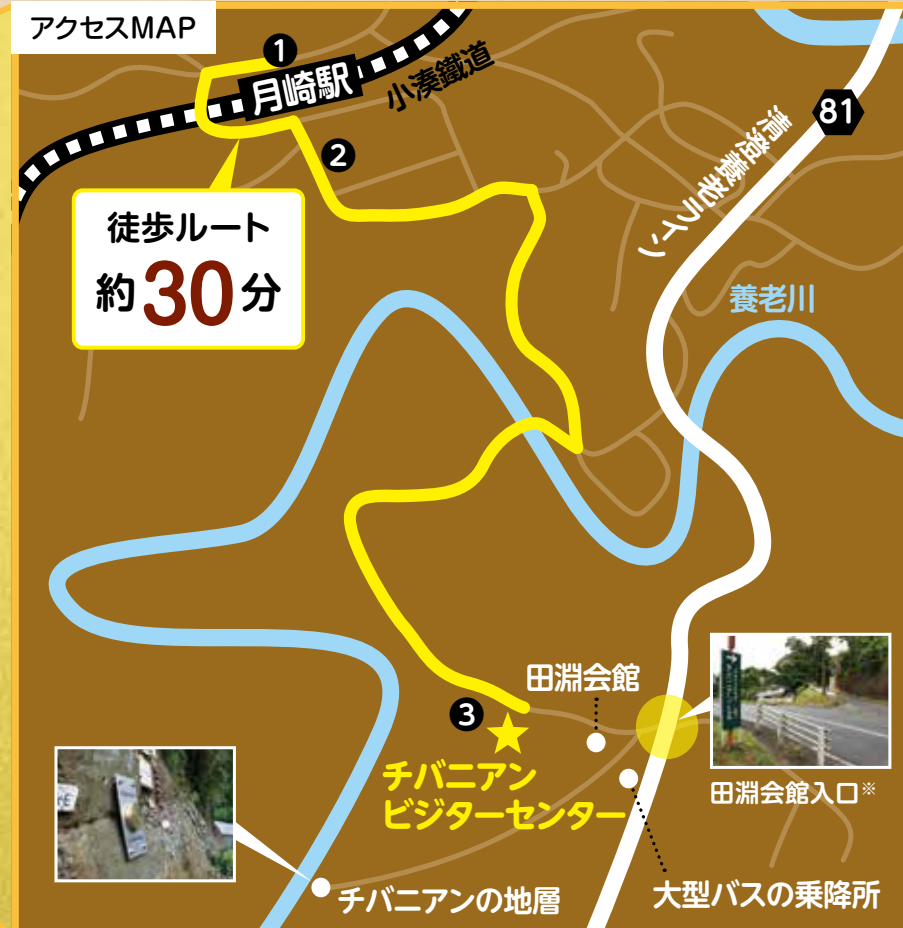 アクセスMAP
1
月崎駅
小湊鐵道
2
81
清澄養老ライン
徒歩ルート
約30分
養老川
田淵会館
3
チバニアン
ビジターセンター
田淵会館入口※
チバニアンの地層
大型バスの乗降所